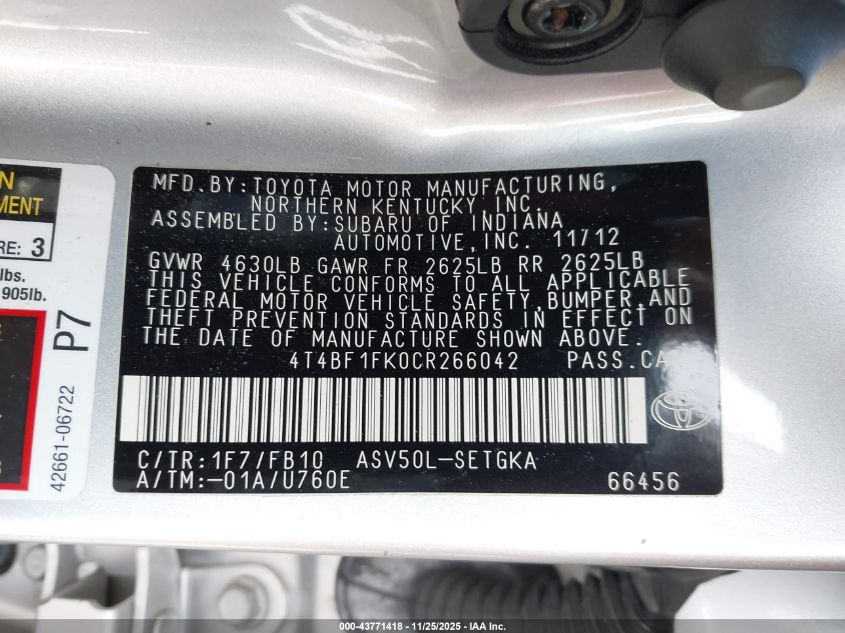 N
MENT
RE: 3
lbs.
905lb.
P7
42661-06722
MFD.BY:TOYOTA MOTOR MANUFACTURING,
NORTHERN KENTUCKY,INC.
ASSEMBLED BY:SUBARU OF INDIANA
AUTOMOTIVE,INC. 11/12
GVWR 4630LB GAWR FR 2625LB RR 2625LB
THIS VEHICLE CONFORMS TO ALL APPLICABLE
FEDERAL MOTOR VEHICLE SAFETY,BUMPER,AND
THEFT PREVENTION STANDARDS IN EFFECT ON
THE DATE OF MANUFACTURE SHOWN ABOVE.
4T4BF1FK0CR266042 PASS.CA
C/TR:1F7/FB10 ASV50L-SETGKA
A/TM:-01A/U760E 66456
000-43771418 - 11/25/2025 - IAA Inc.